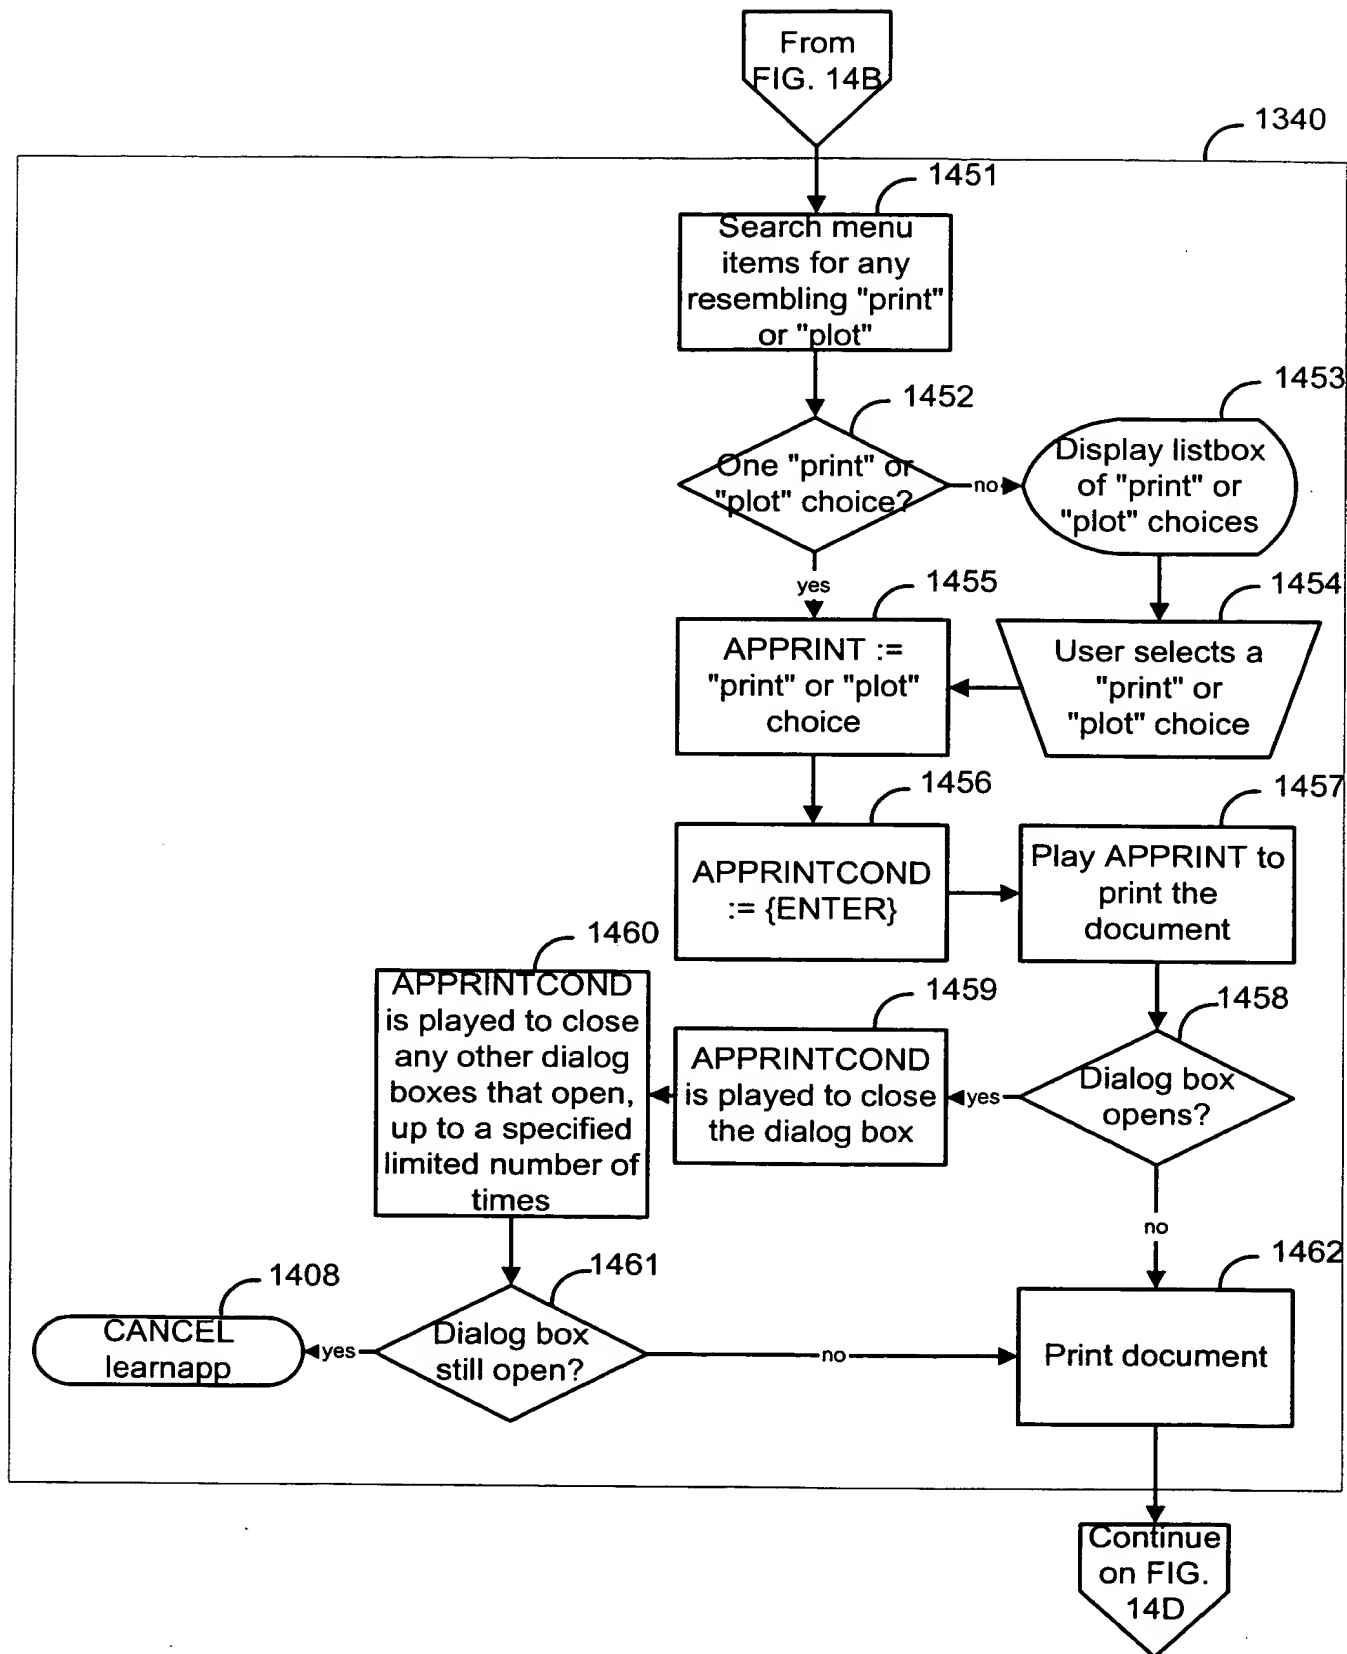 From
FIG. 14B
1340
1451
Search menu
items for any
resembling "print"
or "plot"
1452
One "print" or
"plot" choice?
no
1453
Display listbox
of "print" or
"plot" choices
yes
1455
APPRINT :=
"print" or "plot"
choice
1454
User selects a
"print" or
"plot" choice
1456
APPRINTCOND
:= {ENTER}
1457
Play APPRINT to
print the
document
1458
Dialog box
opens?
yes
1459
APPRINTCOND
is played to close
the dialog box
1460
APPRINTCOND
is played to close
any other dialog
boxes that open,
up to a specified
limited number of
times
no
1461
Dialog box
still open?
yes
1408
CANCEL
learnapp
no
1462
Print document
Continue
on FIG.
14D